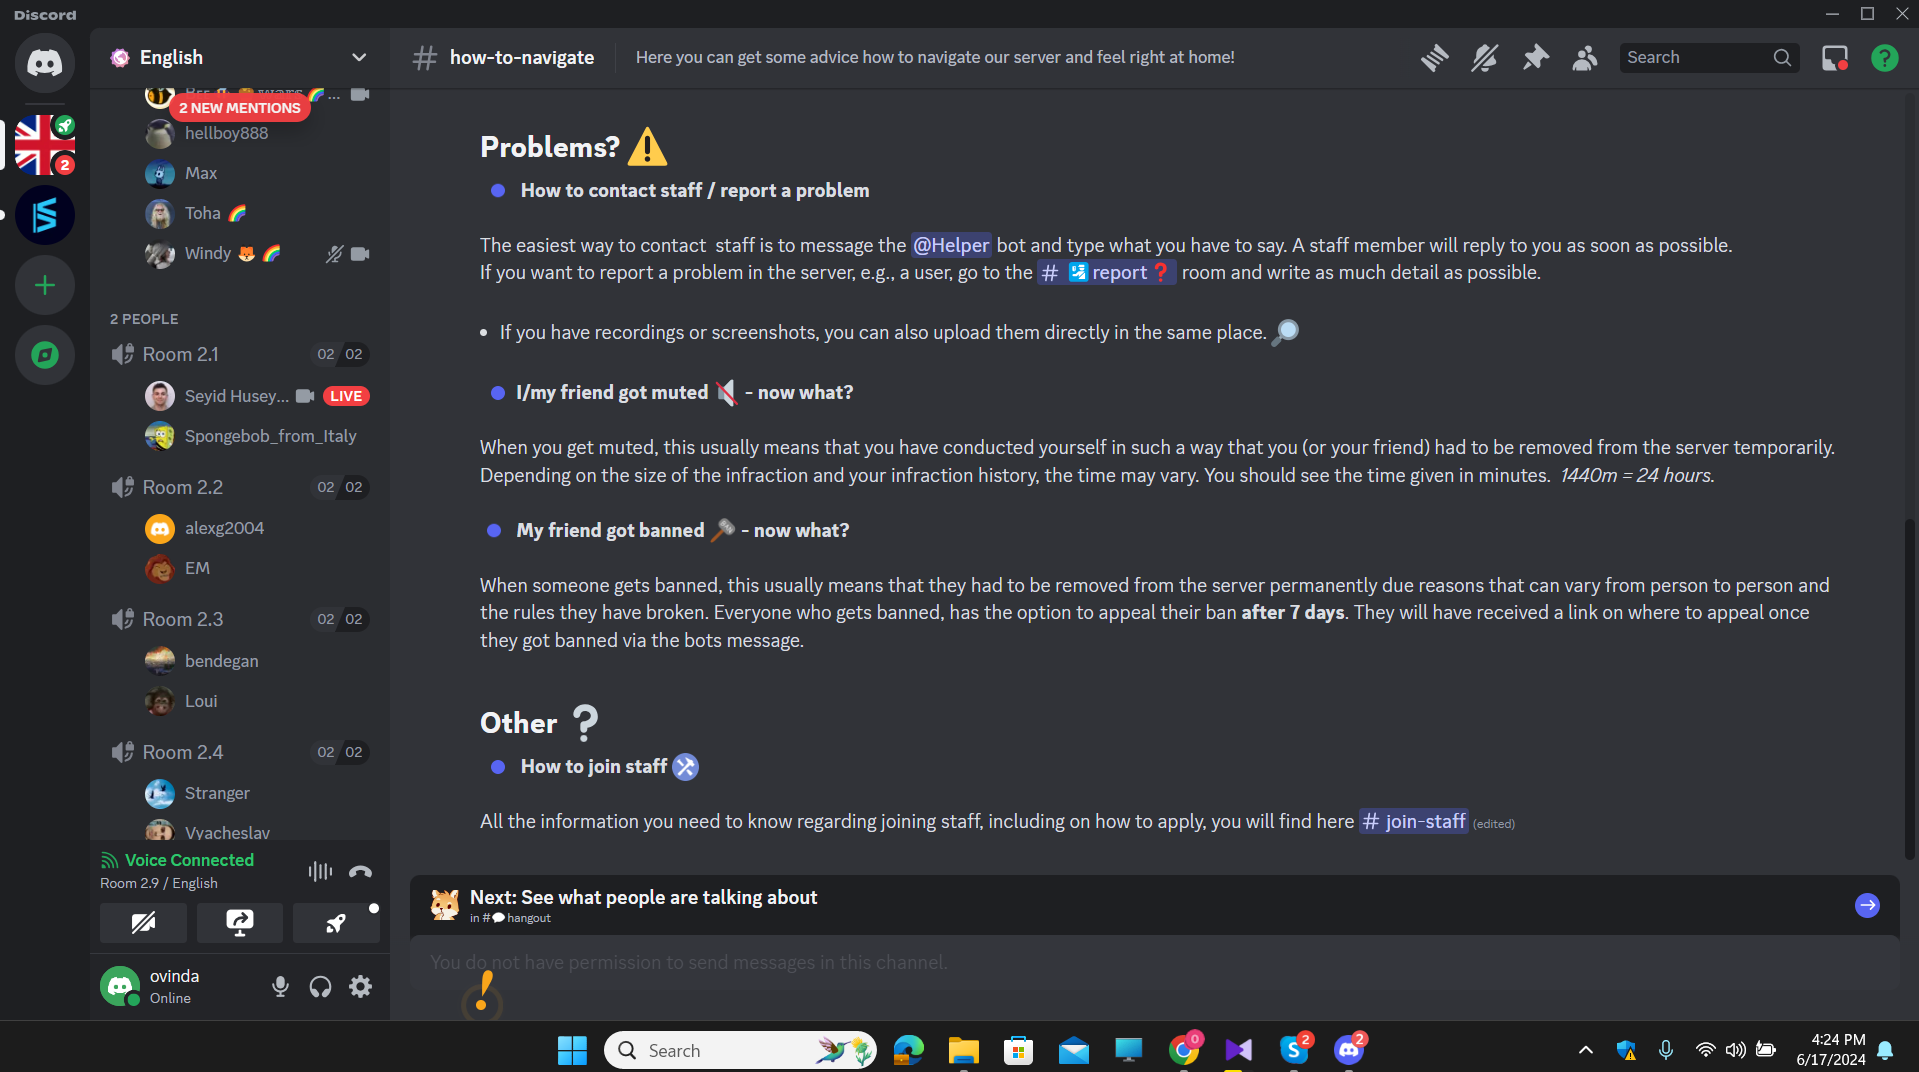 Discord
English
how-to-navigate
Here you can get some advice how to navigate our server and feel right at home!
Search
2 NEW MENTIONS
hellboy888
Max
Toha
Windy
2 PEOPLE
Room 2.1
02 02
Seyid Husey...
LIVE
Spongebob_from_Italy
Room 2.2
02 02
alexg2004
EM
Room 2.3
02 02
bendegan
Loui
Room 2.4
02 02
Stranger
Vyacheslav
Voice Connected
Room 2.9 / English
ovinda
Online
2
Problems? ⚠️
How to contact staff / report a problem
The easiest way to contact staff is to message the @Helper bot and type what you have to say. A staff member will reply to you as soon as possible.
If you want to report a problem in the server, e.g., a user, go to the # report❓ room and write as much detail as possible.
• If you have recordings or screenshots, you can also upload them directly in the same place.
I/my friend got muted - now what?
When you get muted, this usually means that you have conducted yourself in such a way that you (or your friend) had to be removed from the server temporarily.
Depending on the size of the infraction and your infraction history, the time may vary. You should see the time given in minutes. 1440m = 24 hours.
My friend got banned - now what?
When someone gets banned, this usually means that they had to be removed from the server permanently due reasons that can vary from person to person and
the rules they have broken. Everyone who gets banned, has the option to appeal their ban after 7 days. They will have received a link on where to appeal once
they got banned via the bots message.
Other ❔
How to join staff
All the information you need to know regarding joining staff, including on how to apply, you will find here # join-staff (edited)
Next: See what people are talking about
in # hangout
You do not have permission to send messages in this channel.
Search
0
2
2
4:24 PM
6/17/2024